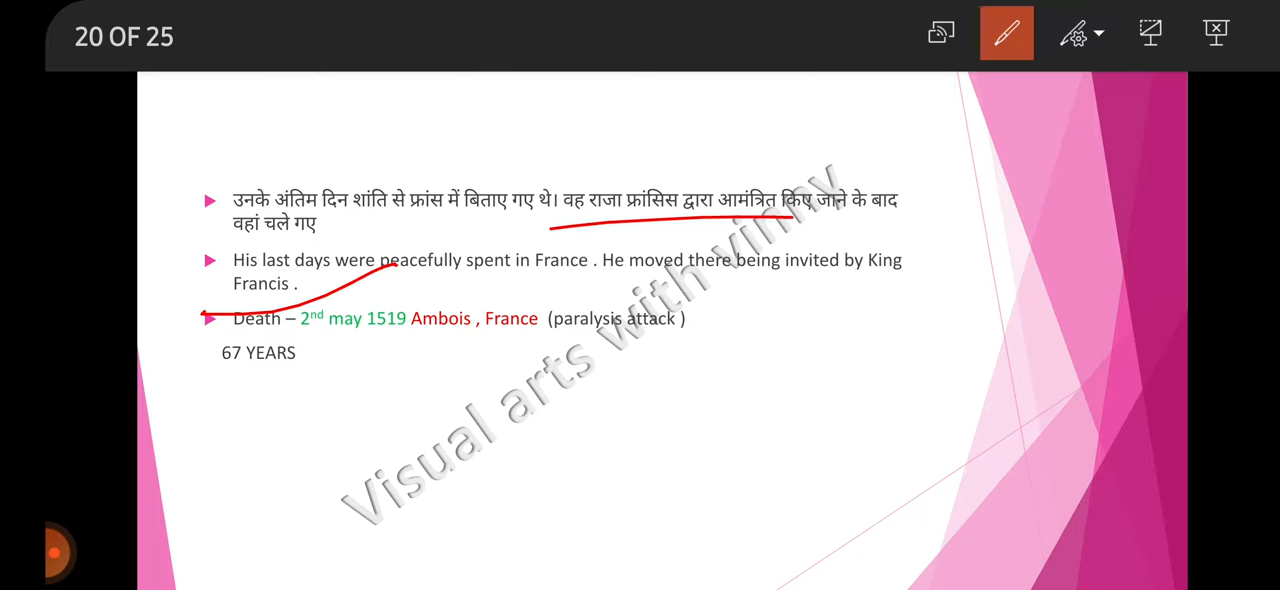 20 OF 25
उनके अंतिम दिन शांति से फ्रांस में बिताए गए थे। वह राजा फ्रांसिस द्वारा आमंत्रित किए जाने के बाद
वहां चले गए
His last days were peacefully spent in France . He moved there being invited by King
Francis .
Death – 2nd may 1519 Ambois , France (paralysis attack )
67 YEARS
Visual arts with vinny